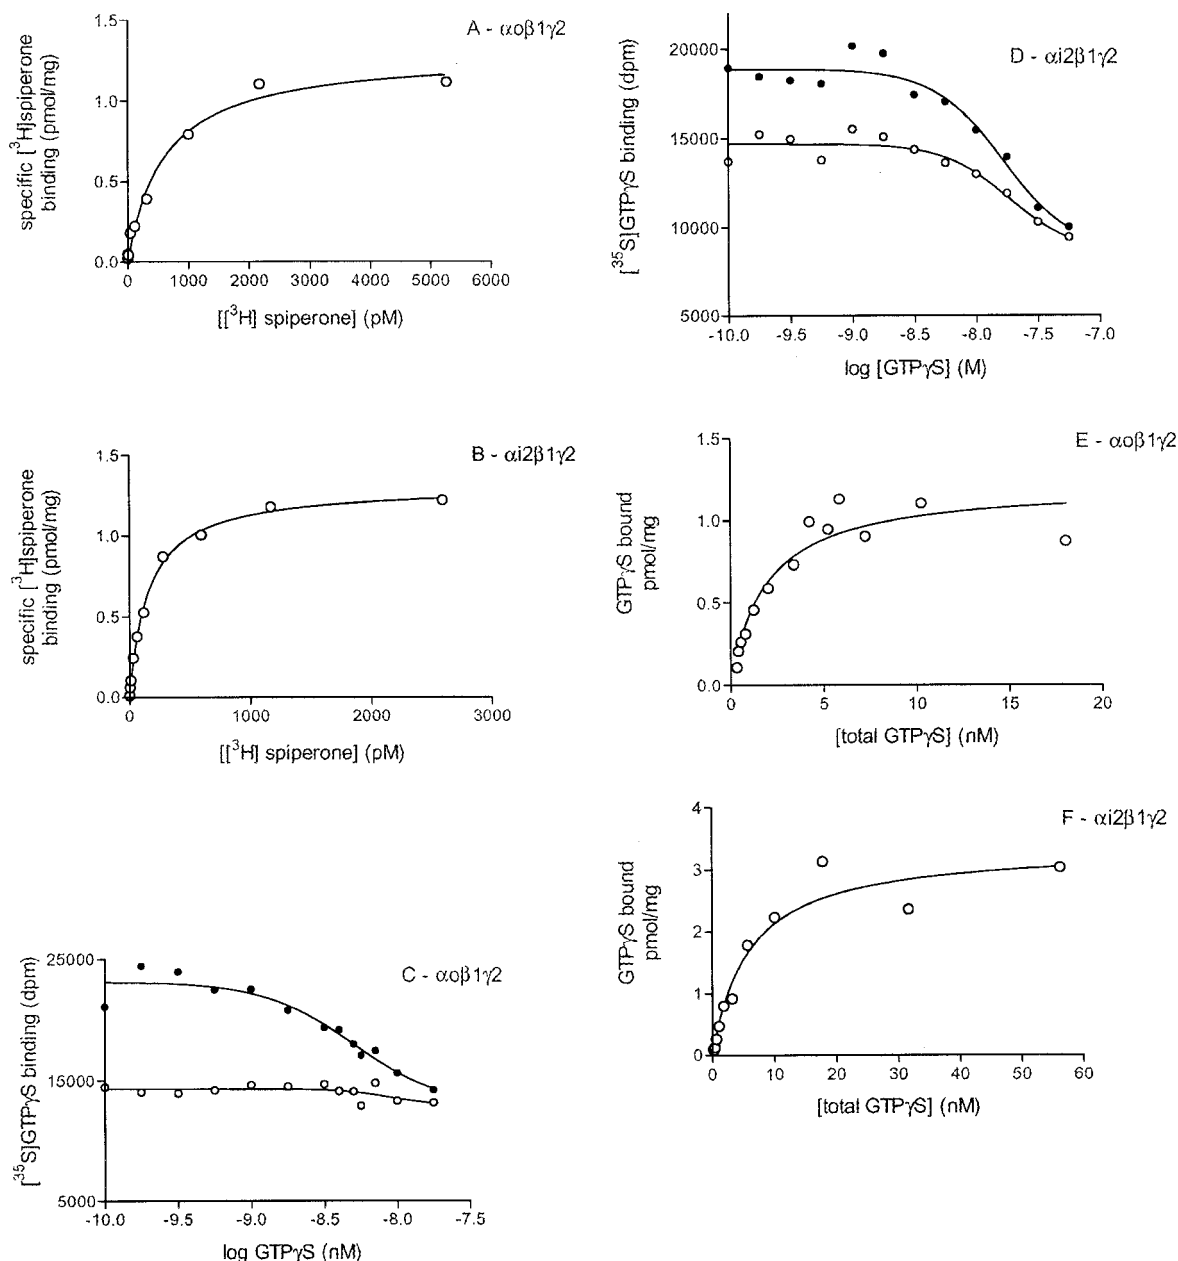 A - αoβ1γ2
specific [³H]spiperone
binding (pmol/mg)
1.5
1.0
0.5
0.0
0 1000 2000 3000 4000 5000 6000
[[³H] spiperone] (pM)
D - αi2β1γ2
[³⁵S]GTPγS binding (dpm)
20000
15000
10000
5000
-10.0 -9.5 -9.0 -8.5 -8.0 -7.5 -7.0
log [GTPγS] (M)
B - αi2β1γ2
specific [³H]spiperone
binding (pmol/mg)
1.5
1.0
0.5
0.0
0 1000 2000 3000
[[³H] spiperone] (pM)
E - αoβ1γ2
GTPγS bound
pmol/mg
1.5
1.0
0.5
0.0
0 5 10 15 20
[total GTPγS] (nM)
C - αoβ1γ2
[³⁵S]GTPγS binding (dpm)
25000
15000
5000
-10.0 -9.5 -9.0 -8.5 -8.0 -7.5
log GTPγS (nM)
F - αi2β1γ2
GTPγS bound
pmol/mg
4
3
2
1
0
0 10 20 30 40 50 60
[total GTPγS] (nM)